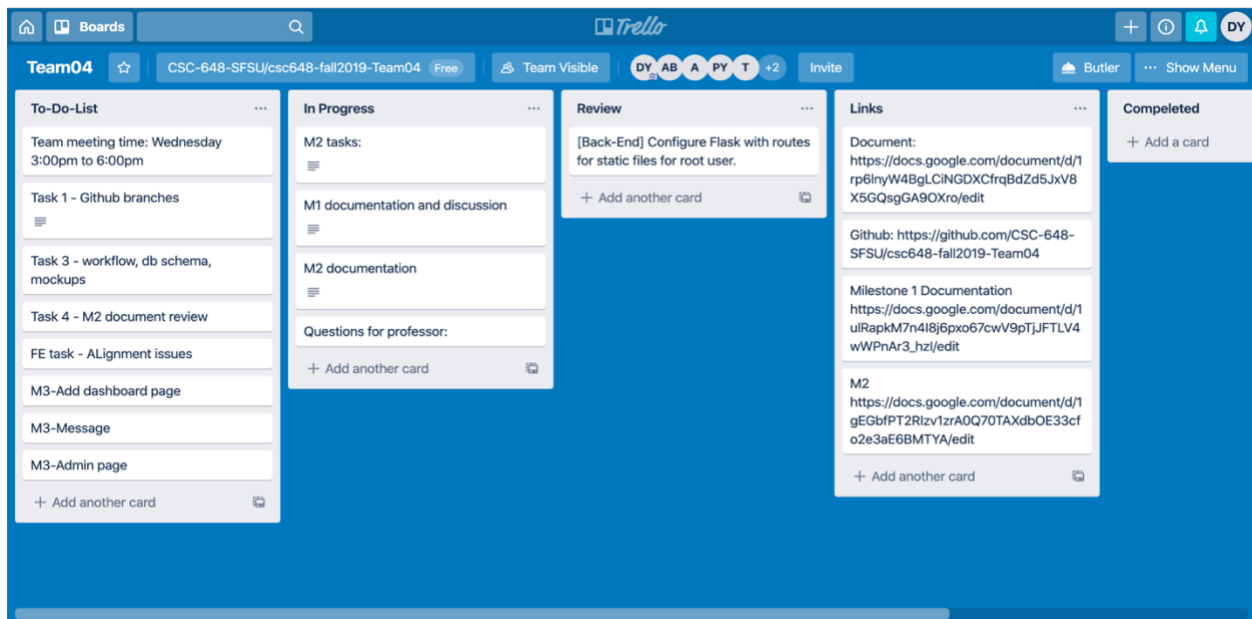 Boards
Trello
DY
Team04
CSC-648-SFSU/csc648-fall2019-Team04 Free
Team Visible
DY AB A PY T +2
Invite
Butler
... Show Menu
To-Do-List
Team meeting time: Wednesday
3:00pm to 6:00pm
Task 1 - Github branches
Task 3 - workflow, db schema,
mockups
Task 4 - M2 document review
FE task - ALignment issues
M3-Add dashboard page
M3-Message
M3-Admin page
+ Add another card
In Progress
M2 tasks:
M1 documentation and discussion
M2 documentation
Questions for professor:
+ Add another card
Review
[Back-End] Configure Flask with routes
for static files for root user.
+ Add another card
Links
Document:
https://docs.google.com/document/d/1
rp6lnyW4BgLCiNGDXCfrqBdZd5JxV8
X5GQsgGA9OXro/edit
Github: https://github.com/CSC-648-
SFSU/csc648-fall2019-Team04
Milestone 1 Documentation
https://docs.google.com/document/d/1
ulRapkM7n4I8j6pxo67cwV9pTjJFTLV4
wWPnAr3_hzI/edit
M2
https://docs.google.com/document/d/1
gEGbfPT2RIzv1zrA0Q70TAXdbOE33cf
o2e3aE6BMTYA/edit
+ Add another card
Compeleted
+ Add a card